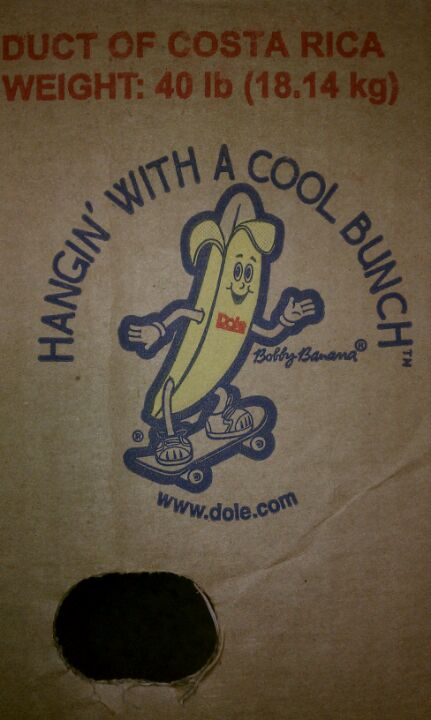 DUCT OF COSTA RICA
WEIGHT: 40 lb (18.14 kg)
HANGIN' WITH A COOL BUNCH™
Dole
Bobby Banana®
®
www.dole.com